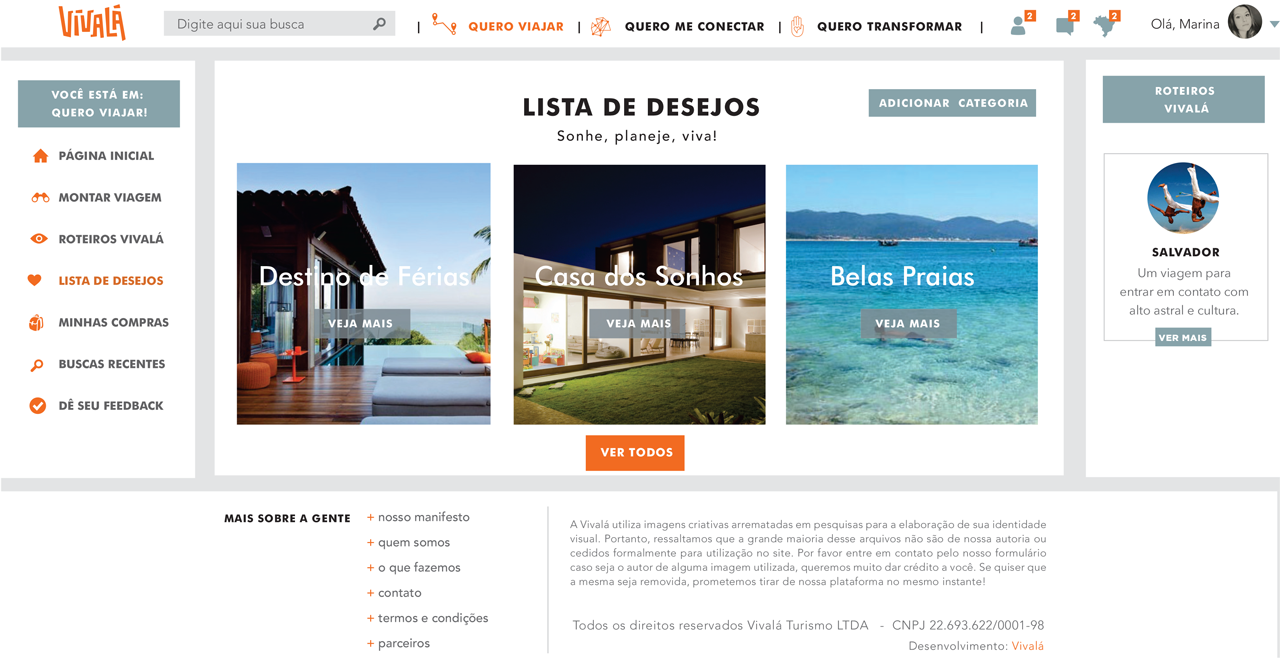 VIVALÁ
Digite aqui sua busca
| QUERO VIAJAR | QUERO ME CONECTAR | QUERO TRANSFORMAR |
2
2
2
Olá, Marina
VOCÊ ESTÁ EM:
QUERO VIAJAR!
PÁGINA INICIAL
MONTAR VIAGEM
ROTEIROS VIVALÁ
LISTA DE DESEJOS
MINHAS COMPRAS
BUSCAS RECENTES
DÊ SEU FEEDBACK
LISTA DE DESEJOS
Sonhe, planeje, viva!
ADICIONAR CATEGORIA
Destino de Férias
VEJA MAIS
Casa dos Sonhos
VEJA MAIS
Belas Praias
VEJA MAIS
VER TODOS
ROTEIROS
VIVALÁ
SALVADOR
Um viagem para
entrar em contato com
alto astral e cultura.
VER MAIS
MAIS SOBRE A GENTE
+ nosso manifesto
+ quem somos
+ o que fazemos
+ contato
+ termos e condições
+ parceiros
A Vivalá utiliza imagens criativas arrematadas em pesquisas para a elaboração de sua identidade
visual. Portanto, ressaltamos que a grande maioria desse arquivos não são de nossa autoria ou
cedidos formalmente para utilização no site. Por favor entre em contato pelo nosso formulário
caso seja o autor de alguma imagem utilizada, queremos muito dar crédito a você. Se quiser que
a mesma seja removida, prometemos tirar de nossa plataforma no mesmo instante!
Todos os direitos reservados Vivalá Turismo LTDA - CNPJ 22.693.622/0001-98
Desenvolvimento: Vivalá